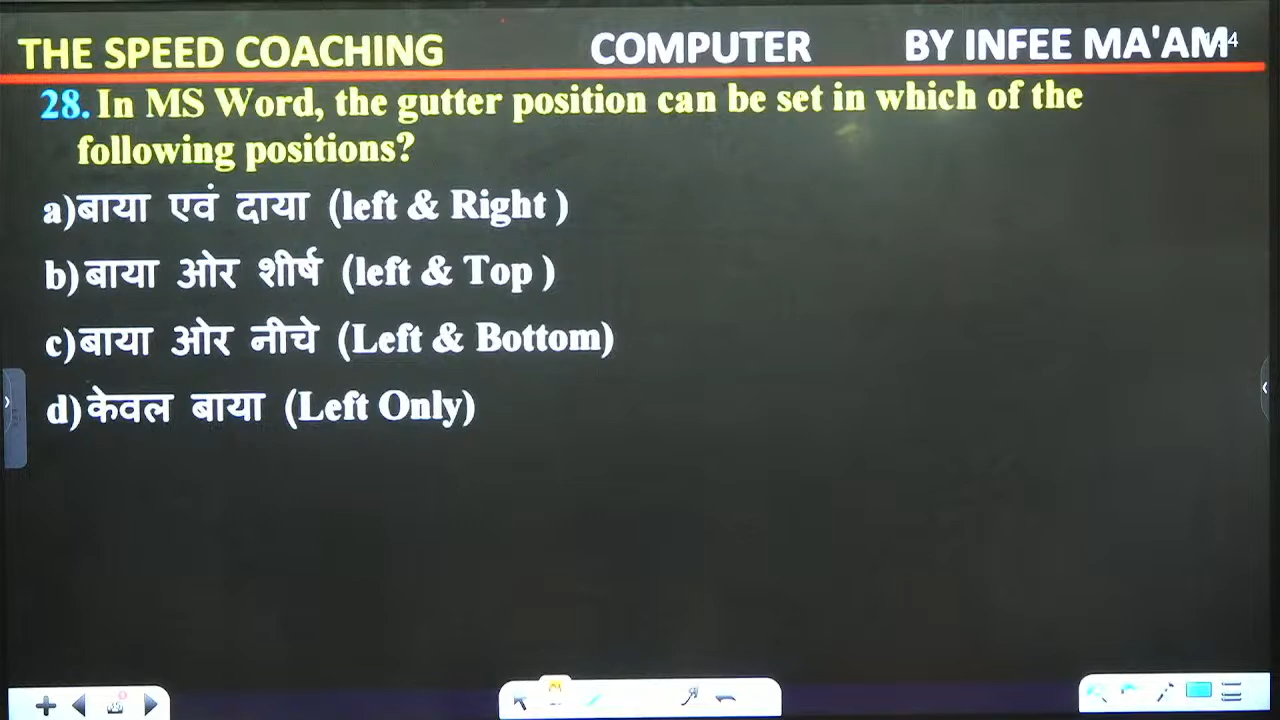 THE SPEED COACHING COMPUTER BY INFEE MA'AM
28. In MS Word, the gutter position can be set in which of the
following positions?
a)बाया एवं दाया (left & Right )
b)बाया ओर शीर्ष (left & Top )
c)बाया ओर नीचे (Left & Bottom)
d)केवल बाया (Left Only)